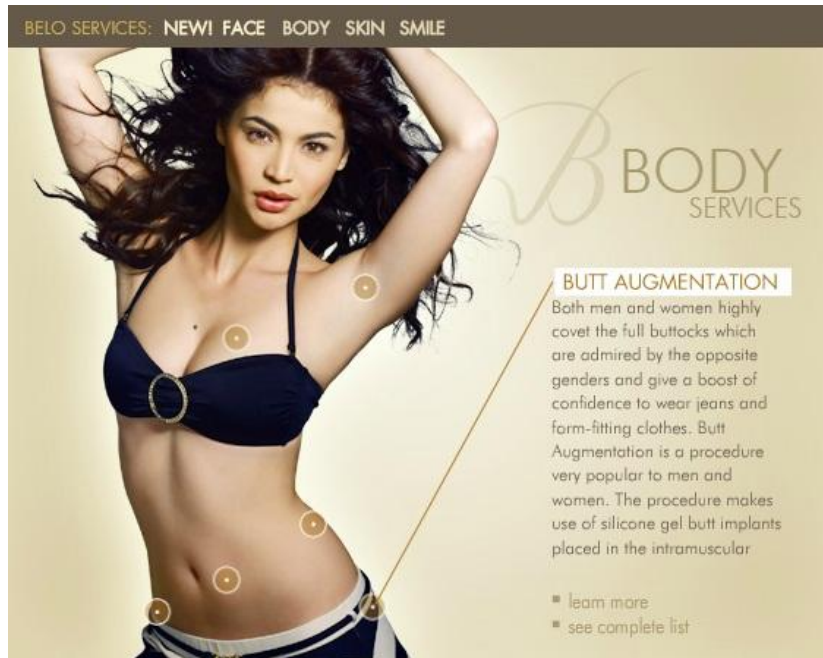 BELO SERVICES: NEW! FACE BODY SKIN SMILE
B
BODY
SERVICES
BUTT AUGMENTATION
Both men and women highly
covet the full buttocks which
are admired by the opposite
genders and give a boost of
confidence to wear jeans and
form-fitting clothes. Butt
Augmentation is a procedure
very popular to men and
women. The procedure makes
use of silicone gel butt implants
placed in the intramuscular
learn more
see complete list